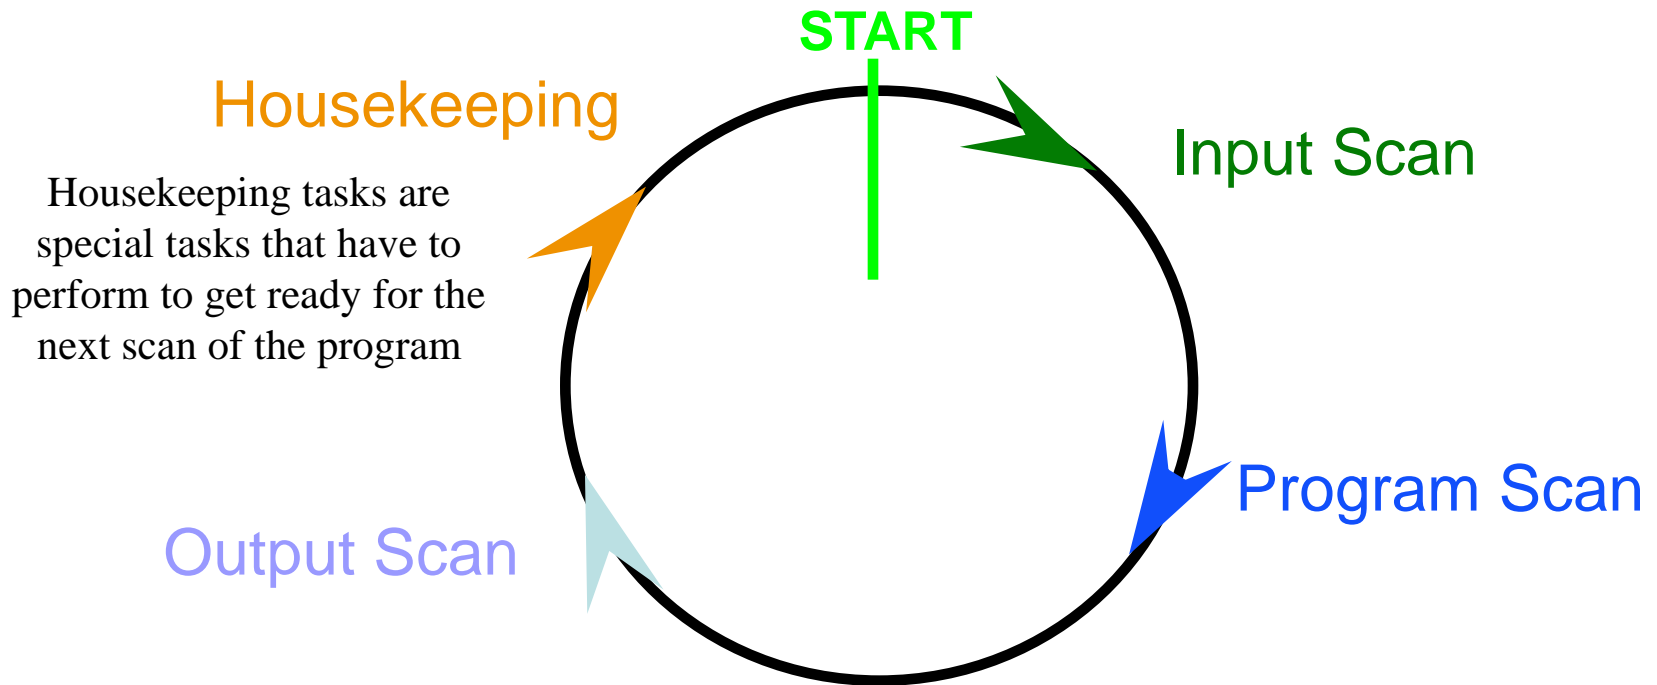 START
Housekeeping
Input Scan
Housekeeping tasks are
special tasks that have to
perform to get ready for the
next scan of the program
Program Scan
Output Scan